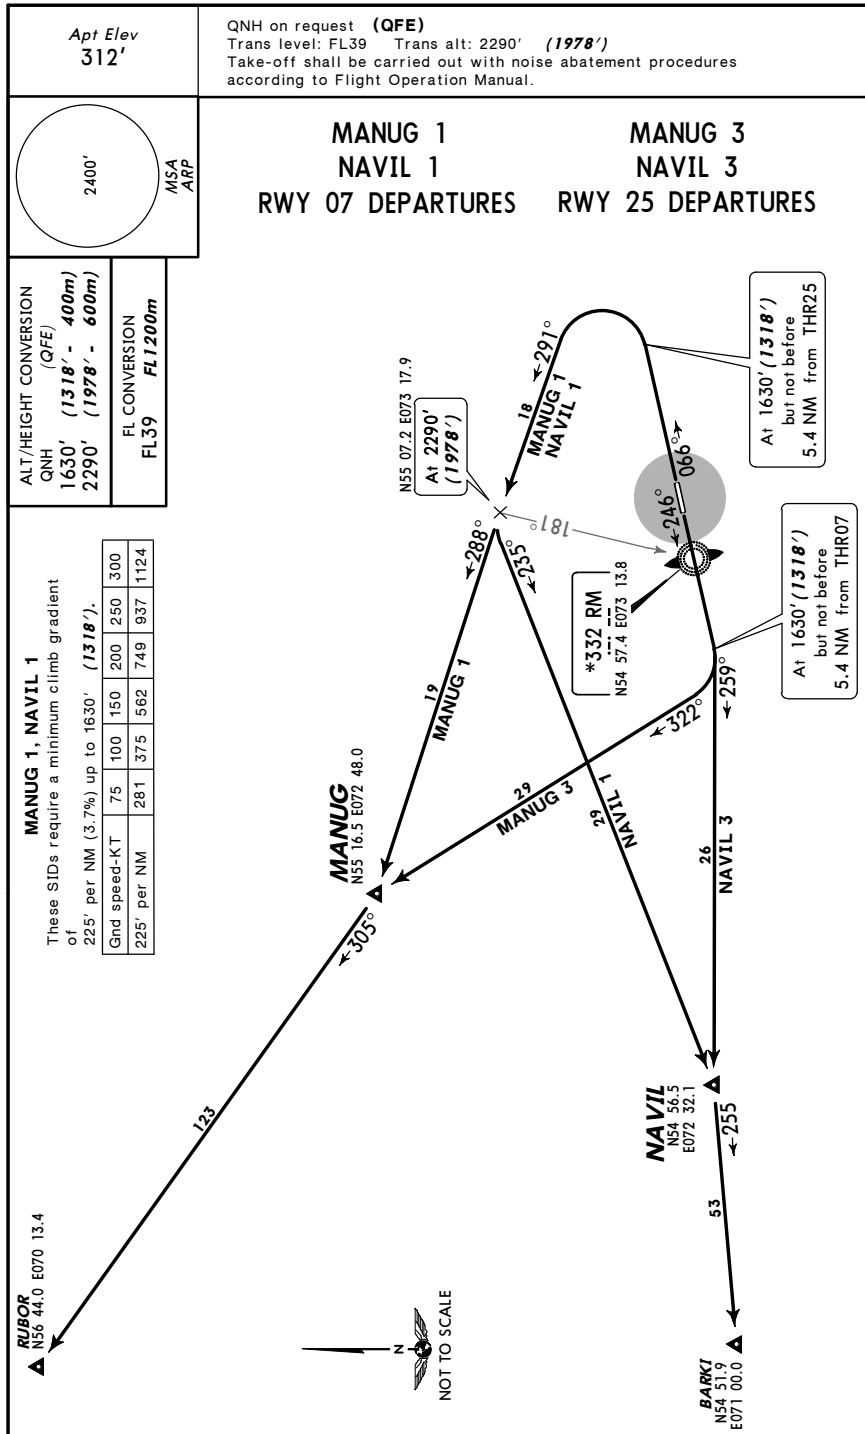 Apt Elev
312'
QNH on request (QFE)
Trans level: FL39 Trans alt: 2290' (1978')
Take-off shall be carried out with noise abatement procedures
according to Flight Operation Manual.
2400'
MSA
ARP
MANUG 1
NAVIL 1
RWY 07 DEPARTURES
MANUG 3
NAVIL 3
RWY 25 DEPARTURES
ALT/HEIGHT CONVERSION
QNH (QFE)
1630' (1318' - 400m)
2290' (1978' - 600m)
FL CONVERSION
FL39 FL1200m
MANUG 1, NAVIL 1
These SIDs require a minimum climb gradient
of
225' per NM (3.7%) up to 1630' (1318').
Gnd speed-KT 75 100 150 200 250 300
225' per NM 281 375 562 749 937 1124
N55 07.2 E073 17.9
At 2290'
(1978')
291°
18
MANUG 1
NAVIL 1
At 1630' (1318')
but not before
5.4 NM from THR25
066°
246°
181°
*332 RM
N54 57.4 E073 13.8
At 1630' (1318')
but not before
5.4 NM from THR07
288°
235°
19
MANUG 1
322°
259°
29
MANUG 3
29
NAVIL 1
26
NAVIL 3
MANUG
N55 16.5 E072 48.0
305°
123
NAVIL
N54 56.5
E072 32.1
255
53
RUBOR
N56 44.0 E070 13.4
BARKI
N54 51.9
E071 00.0
N
NOT TO SCALE